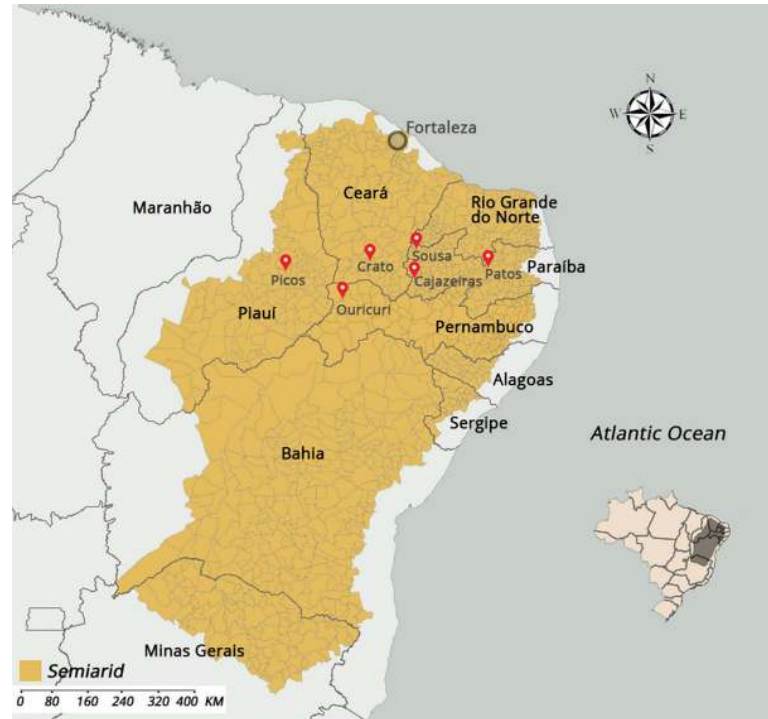 N
W E
S
Fortaleza
Ceará
Maranhão
Rio Grande
do Norte
Sousa
Crato
Patos
Paraíba
Picos
Cajazeiras
Ouricuri
Piauí
Pernambuco
Alagoas
Sergipe
Atlantic Ocean
Bahia
Minas Gerais
Semiarid
0 80 160 240 320 400 KM